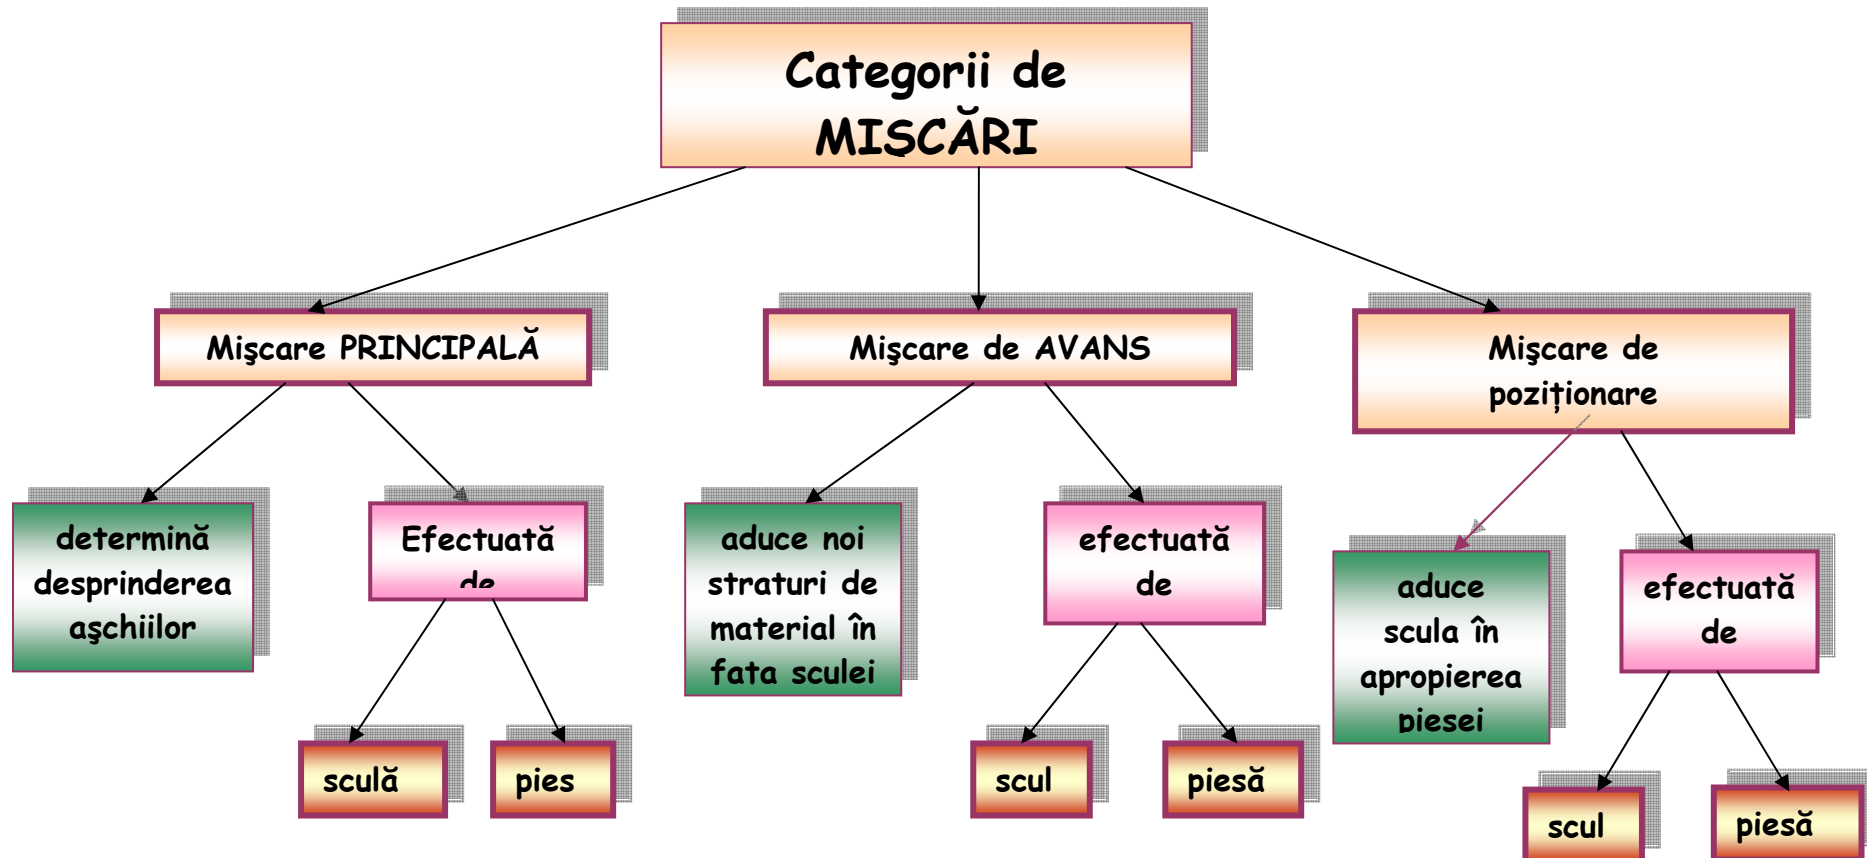 Categorii de
MIŞCĂRI
Mişcare PRINCIPALĂ
Mişcare de AVANS
Mişcare de
poziționare
determină
desprinderea
aşchiilor
Efectuată
de
aduce noi
straturi de
material în
fata sculei
efectuată
de
aduce
scula în
apropierea
piesei
efectuată
de
sculă
pies
scul
piesă
scul
piesă